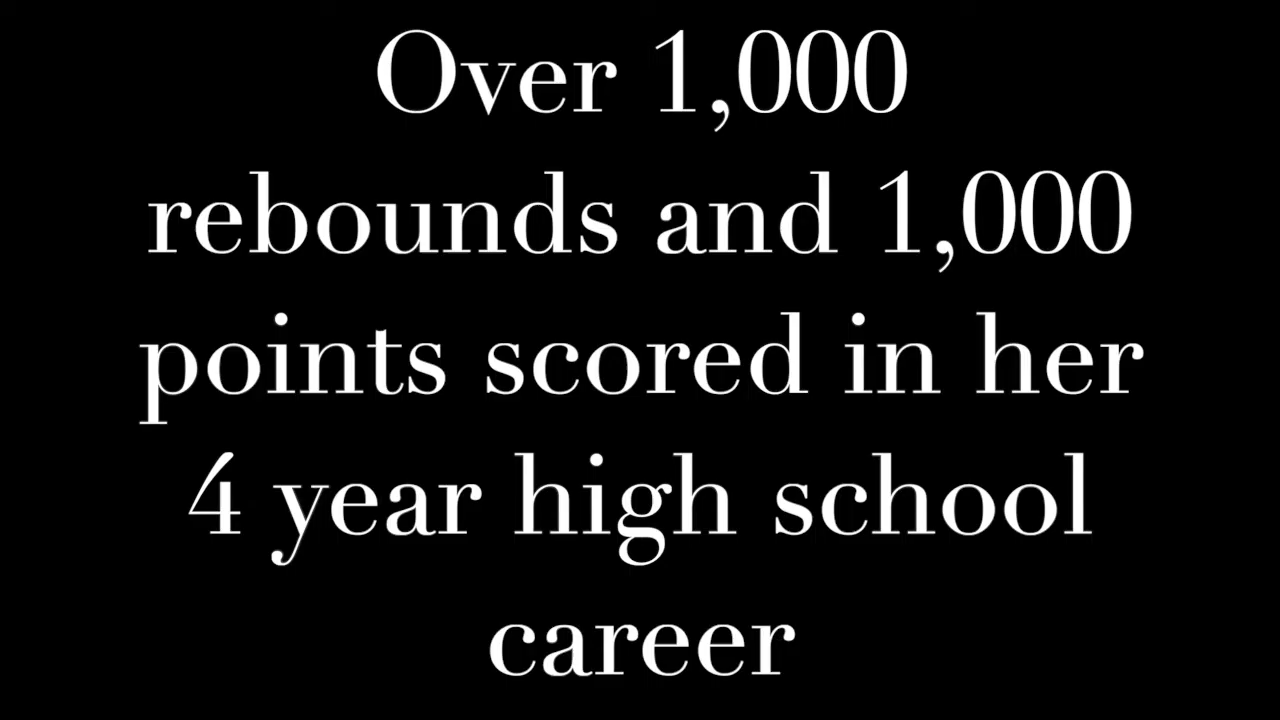 Over 1,000
rebounds and 1,000
points scored in her
4 year high school
career